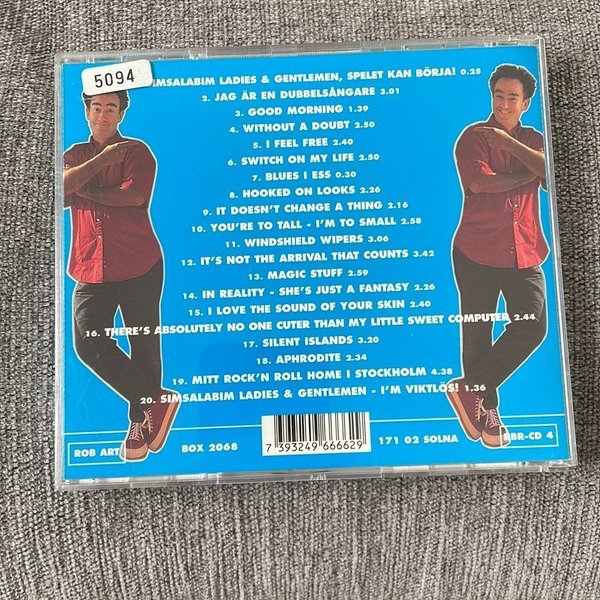 5094
SIMSALABIM LADIES & GENTLEMEN, SPELET KAN BÖRJA! 0.25
2. JAG ÄR EN DUBBELSÅNGARE 3.01
3. GOOD MORNING 1.39
4. WITHOUT A DOUBT 2.50
5. I FEEL FREE 2.40
6. SWITCH ON MY LIFE 2.50
7. BLUES I ESS 0.30
8. HOOKED ON LOOKS 2.26
9. IT DOESN'T CHANGE A THING 2.16
10. YOU'RE TO TALL - I'M TO SMALL 2.58
11. WINDSHIELD WIPERS 3.06
12. IT'S NOT THE ARRIVAL THAT COUNTS 3.42
13. MAGIC STUFF 2.59
14. IN REALITY - SHE'S JUST A FANTASY 2.26
15. I LOVE THE SOUND OF YOUR SKIN 2.40
16. THERE'S ABSOLUTELY NO ONE CUTER THAN MY LITTLE SWEET COMPUTER 2.44
17. SILENT ISLANDS 3.20
18. APHRODITE 2.34
19. MITT ROCK'N ROLL HOME I STOCKHOLM 4.38
20. SIMSALABIM LADIES & GENTLEMEN - I'M VIKTLÖS! 1.36
ROB ART BOX 2068 7 393249 666629 171 02 SOLNA RBR-CD 4